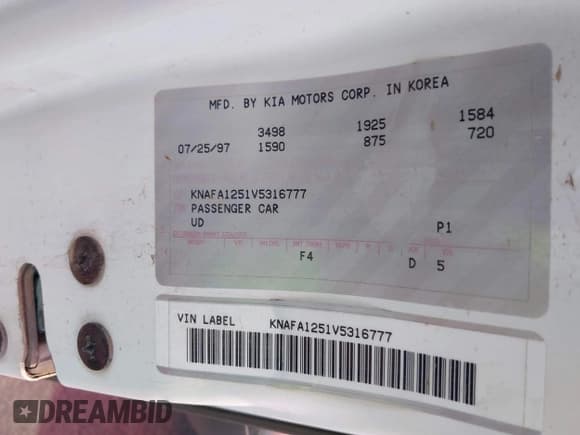 MFD. BY KIA MOTORS CORP. IN KOREA
07/25/97 3498 1925 1584
1590 875 720
KNAFA1251V5316777
PASSENGER CAR
UD P1
F4 D 5
VIN LABEL KNAFA1251V5316777
DREAMBID